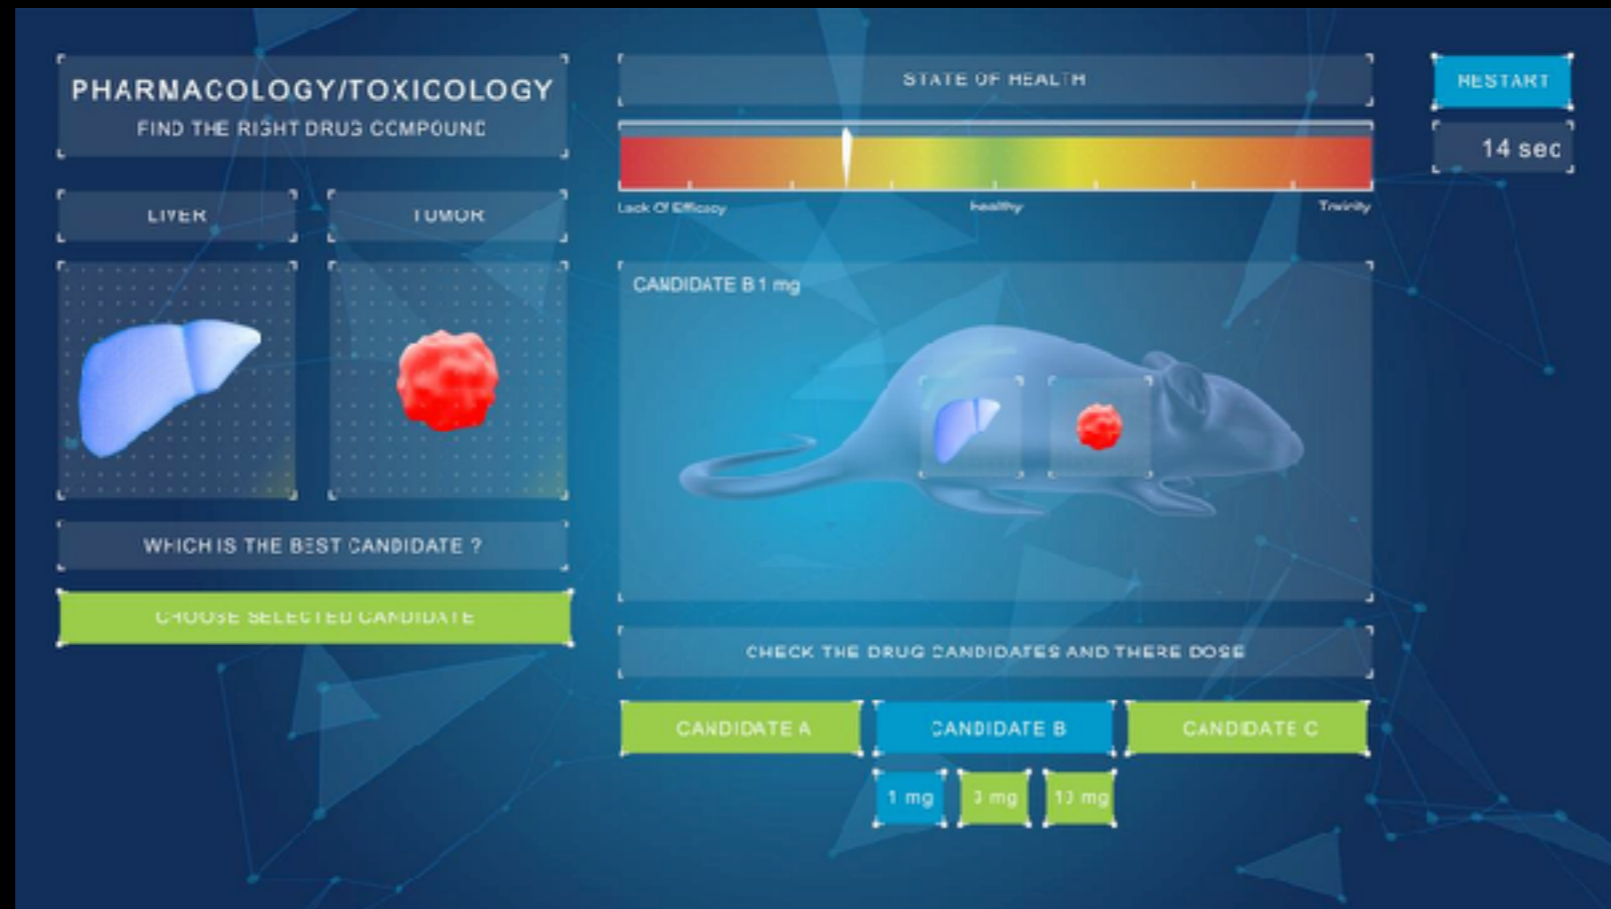 PHARMACOLOGY/TOXICOLOGY
FIND THE RIGHT DRUG COMPOUND
LIVER
TUMOR
WHICH IS THE BEST CANDIDATE ?
CHOOSE SELECTED CANDIDATE
STATE OF HEALTH
Lack Of Efficacy
healthy
Toxicity
CANDIDATE B 1 mg
CHECK THE DRUG CANDIDATES AND THERE DOSE
CANDIDATE A
CANDIDATE B
CANDIDATE C
1 mg
3 mg
10 mg
RESTART
14 sec